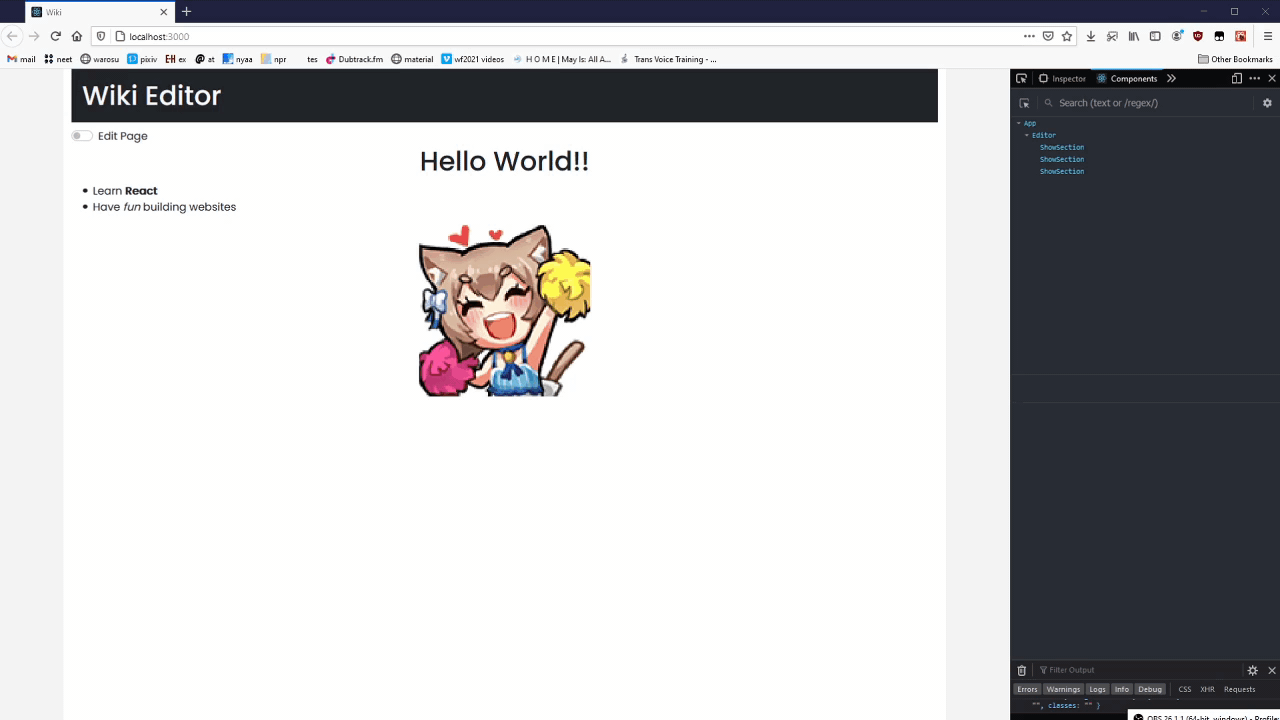 Wiki
localhost:3000
mail neet warosu pixiv ex at nyaa npr tes Dubtrack.fm material wf2021 videos H O M E | May Is: All A... Trans Voice Training - ... Other Bookmarks
Wiki Editor
Edit Page
Hello World!!
Learn React
Have fun building websites
Inspector Components
Search (text or /regex/)
App
Editor
ShowSection
ShowSection
ShowSection
Filter Output
Errors Warnings Logs Info Debug CSS XHR Requests
"", classes: "" }
OBS 26.1.1 (64-bit, windows) - Profile: